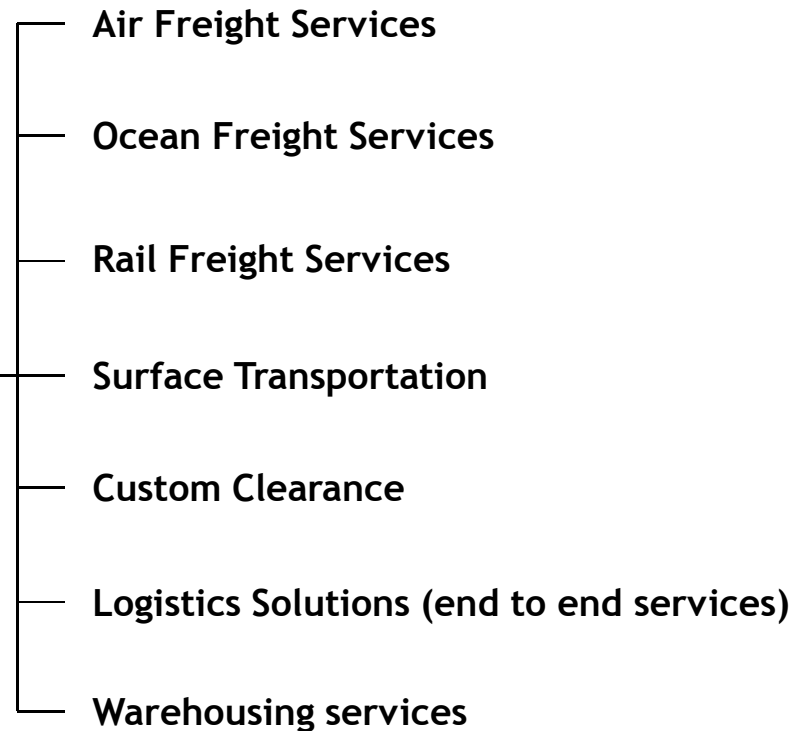 Air Freight Services
Ocean Freight Services
Rail Freight Services
Surface Transportation
Custom Clearance
Logistics Solutions (end to end services)
Warehousing services